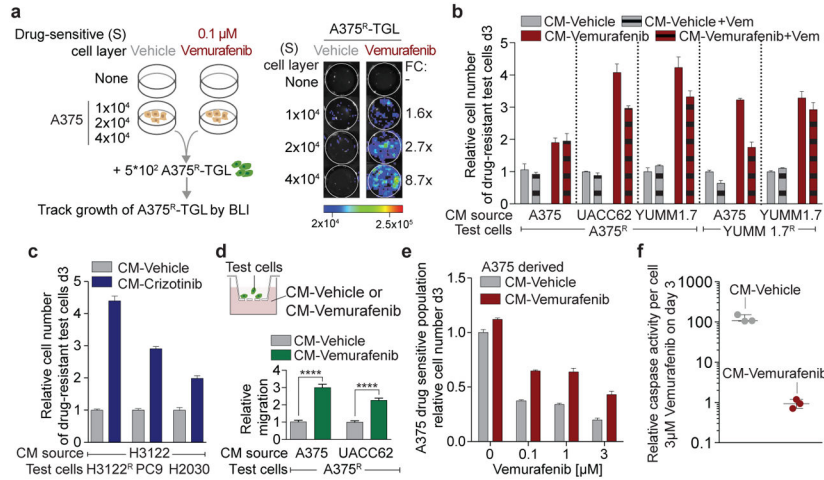 a
Drug-sensitive (S)
cell layer
Vehicle
0.1 µM
Vemurafenib
None
A375
1x10⁴
2x10⁴
4x10⁴
+ 5*10² A375ᴿ-TGL
Track growth of A375ᴿ-TGL by BLI
A375ᴿ-TGL
(S)
cell layer
Vehicle
Vemurafenib
FC:
None
-
1x10⁴
1.6x
2x10⁴
2.7x
4x10⁴
8.7x
2x10⁴
2.5x10⁵
b
CM-Vehicle
CM-Vehicle+Vem
CM-Vemurafenib
CM-Vemurafenib+Vem
Relative cell number
of drug-resistant test cells d3
5
4
3
2
1
0
CM source
A375
UACC62
YUMM1.7
A375
YUMM1.7
Test cells
A375ᴿ
YUMM 1.7ᴿ
c
CM-Vehicle
CM-Crizotinib
Relative cell number
of drug-resistant test cells d3
5
4
3
2
1
0
CM source
H3122
Test cells
H3122ᴿ
PC9
H2030
d
Test cells
CM-Vehicle or
CM-Vemurafenib
CM-Vehicle
CM-Vemurafenib
Relative
migration
4
3
2
1
0
****
****
CM source
A375
UACC62
Test cells
A375ᴿ
e
A375 derived
CM-Vehicle
CM-Vemurafenib
A375 drug sensitive population
relative cell number d3
1.5
1.0
0.5
0.0
0
0.1
1
3
Vemurafenib [µM]
f
Relative caspase activity per cell
3µM Vemurafenib on day 3
1000
100
10
1
0.1
CM-Vehicle
CM-Vemurafenib